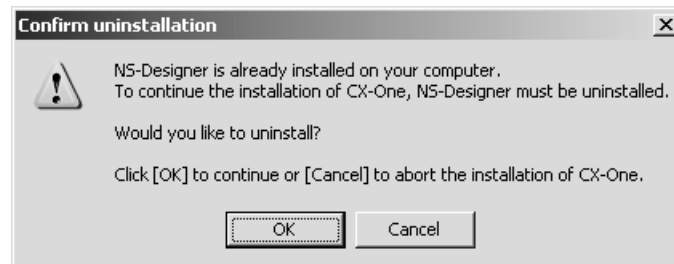 Confirm uninstallation
NS-Designer is already installed on your computer.
To continue the installation of CX-One, NS-Designer must be uninstalled.
Would you like to uninstall?
Click [OK] to continue or [Cancel] to abort the installation of CX-One.
OK
Cancel